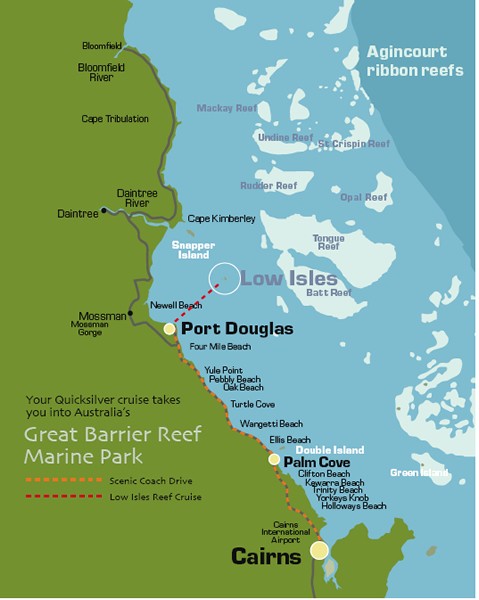 Agincourt
ribbon reefs
Bloomfield
Bloomfield
River
Mackay Reef
Cape Tribulation
Undine Reef
St Crispin Reef
Rudder Reef
Opal Reef
Daintree
River
Daintree
Cape Kimberley
Snapper
Island
Tongue
Reef
Low Isles
Batt Reef
Newell Beach
Mossman
Mossman
Gorge
Port Douglas
Four Mile Beach
Yule Point
Pebbly Beach
Oak Beach
Turtle Cove
Wangetti Beach
Ellis Beach
Double Island
Palm Cove
Clifton Beach
Kewarra Beach
Trinity Beach
Yorkeys Knob
Holloways Beach
Green Island
Your Quicksilver cruise takes
you into Australia's
Great Barrier Reef
Marine Park
Scenic Coach Drive
Low Isles Reef Cruise
Cairns
International
Airport
Cairns